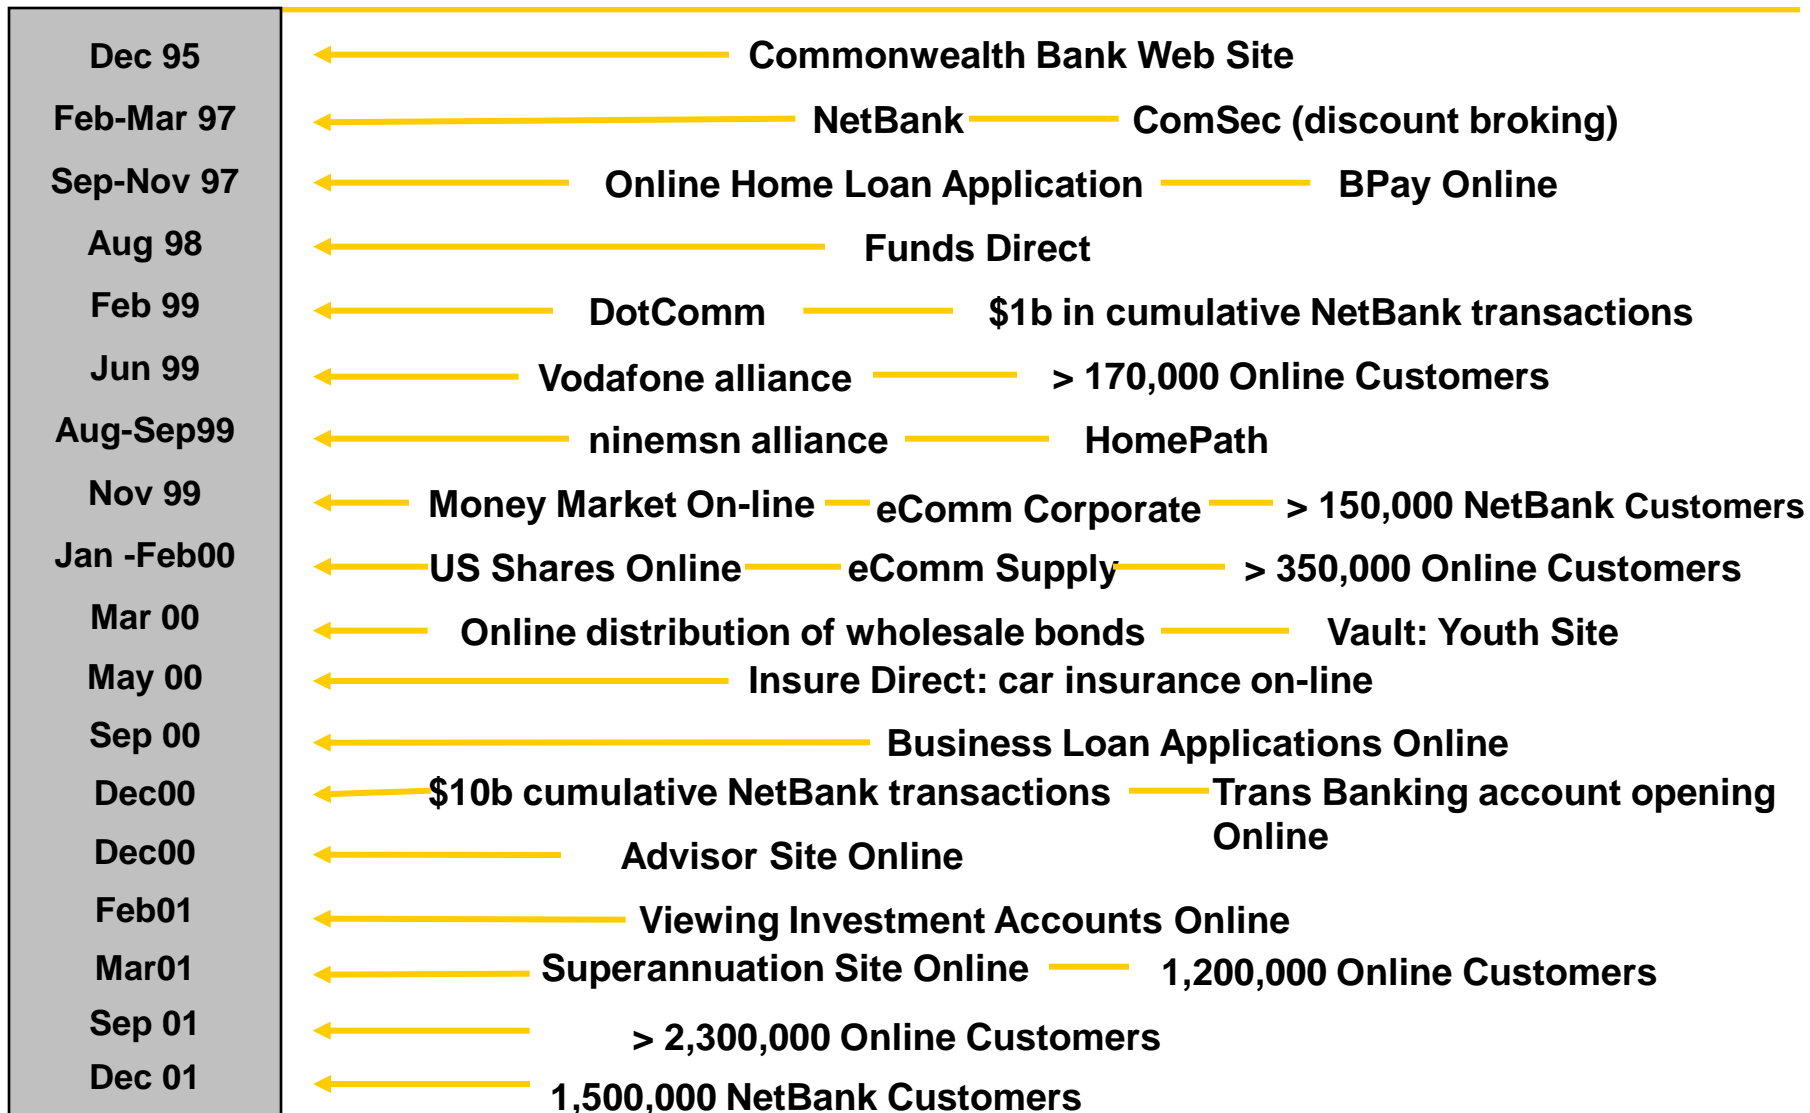 Dec 95 Commonwealth Bank Web Site
Feb-Mar 97 NetBank ComSec (discount broking)
Sep-Nov 97 Online Home Loan Application BPay Online
Aug 98 Funds Direct
Feb 99 DotComm $1b in cumulative NetBank transactions
Jun 99 Vodafone alliance > 170,000 Online Customers
Aug-Sep99 ninemsn alliance HomePath
Nov 99 Money Market On-line eComm Corporate > 150,000 NetBank Customers
Jan -Feb00 US Shares Online eComm Supply > 350,000 Online Customers
Mar 00 Online distribution of wholesale bonds Vault: Youth Site
May 00 Insure Direct: car insurance on-line
Sep 00 Business Loan Applications Online
Dec00 $10b cumulative NetBank transactions Trans Banking account opening
Online
Dec00 Advisor Site Online
Feb01 Viewing Investment Accounts Online
Mar01 Superannuation Site Online 1,200,000 Online Customers
Sep 01 > 2,300,000 Online Customers
Dec 01 1,500,000 NetBank Customers